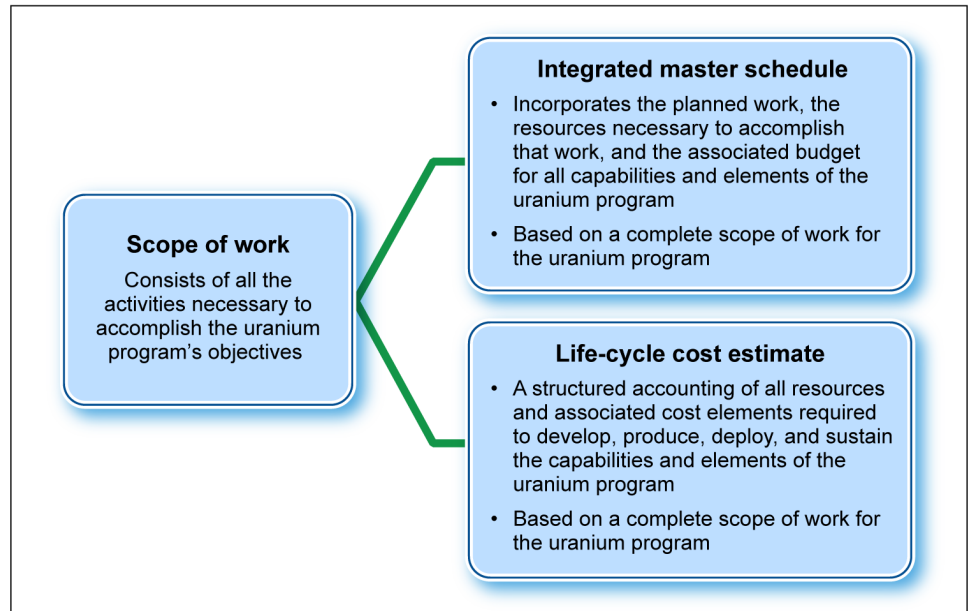 Scope of work
Consists of all the
activities necessary to
accomplish the uranium
program’s objectives
Integrated master schedule
• Incorporates the planned work, the
resources necessary to accomplish
that work, and the associated budget
for all capabilities and elements of the
uranium program
• Based on a complete scope of work for
the uranium program
Life-cycle cost estimate
• A structured accounting of all resources
and associated cost elements required
to develop, produce, deploy, and sustain
the capabilities and elements of the
uranium program
• Based on a complete scope of work for
the uranium program